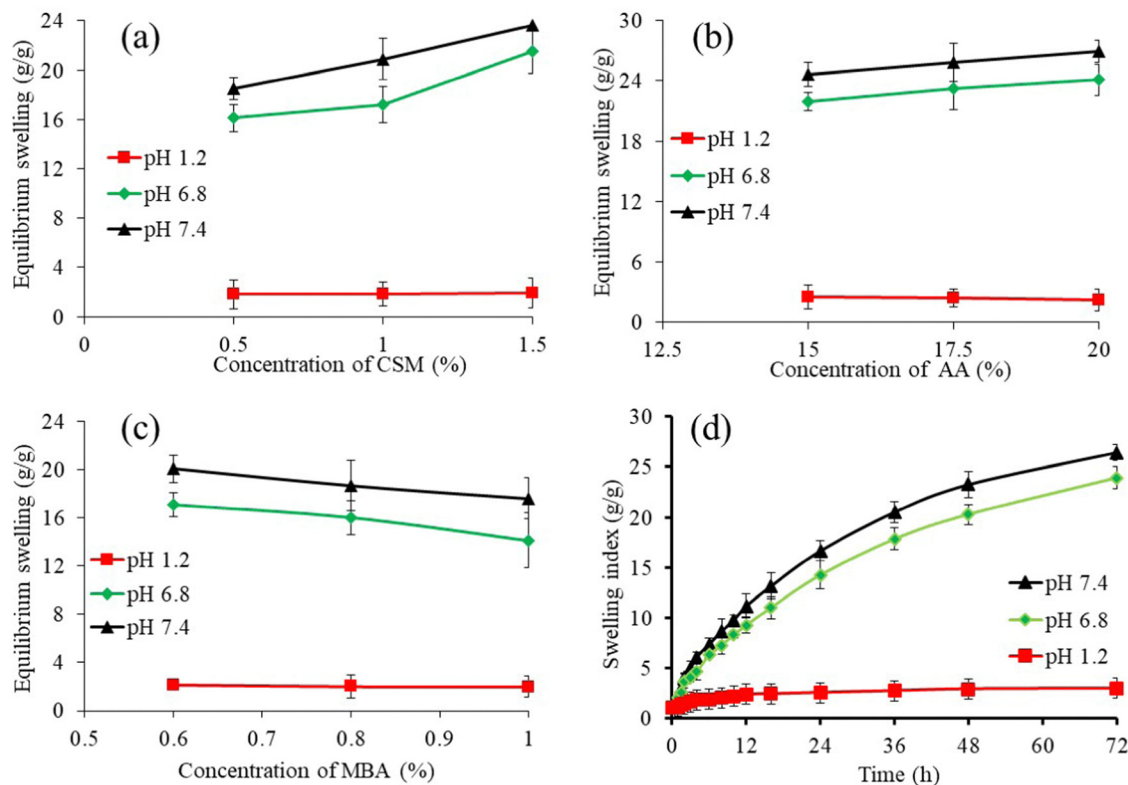 (a)
Equilibrium swelling (g/g)
24
20
16
12
8
4
0
pH 1.2
pH 6.8
pH 7.4
0
0.5
1
1.5
Concentration of CSM (%)
(b)
Equilibrium swelling (g/g)
30
24
18
12
6
0
pH 1.2
pH 6.8
pH 7.4
12.5
15
17.5
20
Concentration of AA (%)
(c)
Equilibrium swelling (g/g)
24
20
16
12
8
4
0
pH 1.2
pH 6.8
pH 7.4
0.5
0.6
0.7
0.8
0.9
1
Concentration of MBA (%)
(d)
Swelling index (g/g)
30
25
20
15
10
5
0
pH 7.4
pH 6.8
pH 1.2
0
12
24
36
48
60
72
Time (h)